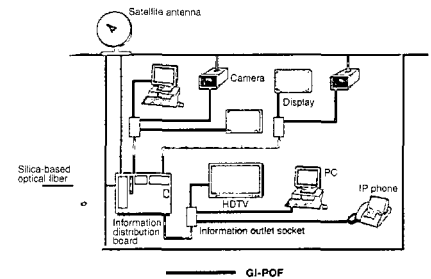 Satellite antenna
Camera
Display
Silica-based
optical fiber
PC
IP phone
HDTV
Information
distribution
board
Information outlet socket
GI-POF